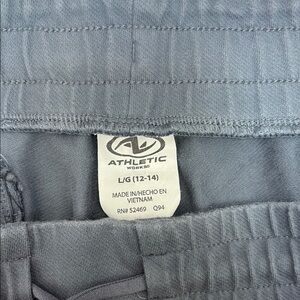 ATHLETIC
WORKS
L/G (12-14)
MADE IN/HECHO EN
VIETNAM
RN# 52469 Q94